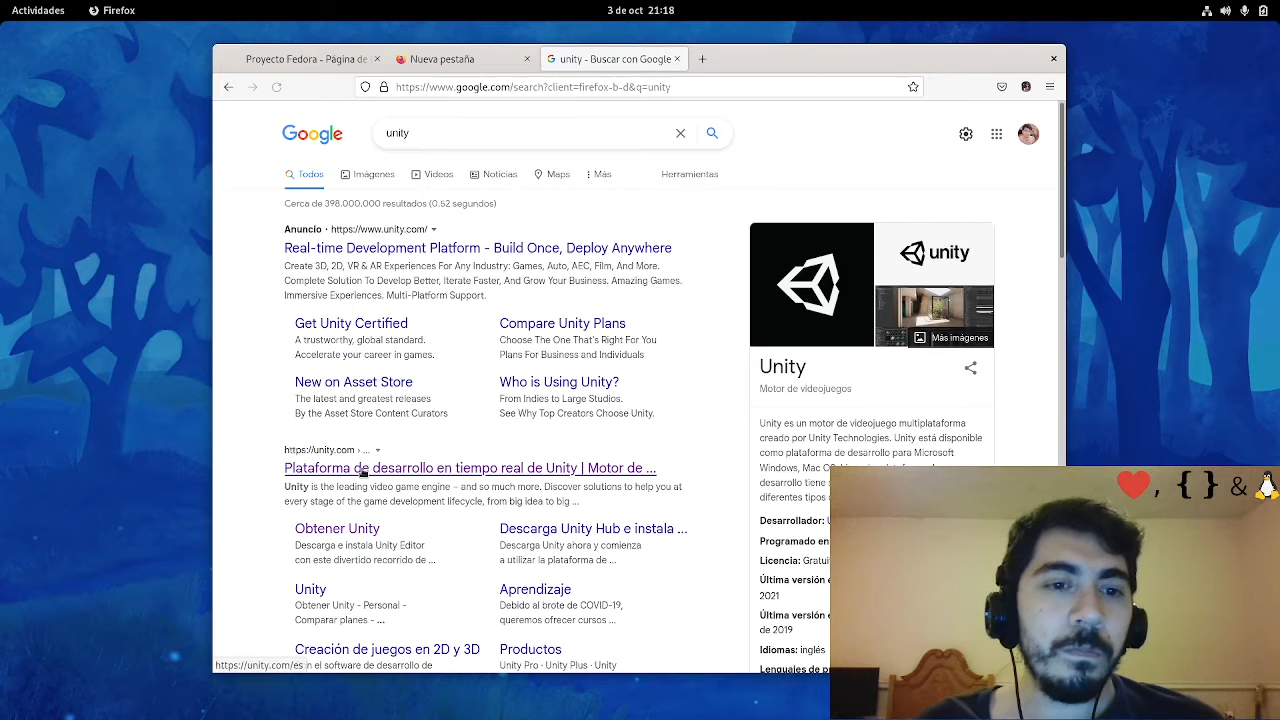 Actividades Firefox 3 de oct 21:18
Proyecto Fedora - Página de Nueva pestaña unity - Buscar con Google
https://www.google.com/search?client=firefox-b-d&q=unity
Google unity
Todos Imágenes Videos Noticias Maps Más Herramientas
Cerca de 398.000.000 resultados (0.52 segundos)
Anuncio · https://www.unity.com/
Real-time Development Platform - Build Once, Deploy Anywhere
Create 3D, 2D, VR & AR Experiences For Any Industry: Games, Auto, AEC, Film, And More.
Complete Solution To Develop Better, Iterate Faster, And Grow Your Business. Amazing Games.
Immersive Experiences. Multi-Platform Support.
Get Unity Certified
A trustworthy, global standard.
Accelerate your career in games.
Compare Unity Plans
Choose The One That's Right For You
Plans For Business and Individuals
New on Asset Store
The latest and greatest releases
By the Asset Store Content Curators
Who is Using Unity?
From Indies to Large Studios.
See Why Top Creators Choose Unity.
https://unity.com › ...
Plataforma de desarrollo en tiempo real de Unity | Motor de ...
Unity is the leading video game engine – and so much more. Discover solutions to help you at
every stage of the game development lifecycle, from big idea to big ...
Obtener Unity
Descarga e instala Unity Editor
con este divertido recorrido de ...
Descarga Unity Hub e instala ...
Descarga Unity ahora y comienza
a utilizar la plataforma de ...
Unity
Obtener Unity - Personal -
Comparar planes - ...
Aprendizaje
Debido al brote de COVID-19,
queremos ofrecer cursos ...
Creación de juegos en 2D y 3D
n el software de desarrollo de
Productos
Unity Pro · Unity Plus · Unity
https://unity.com/es
unity
Más imágenes
Unity
Motor de videojuegos
Unity es un motor de videojuego multiplataforma
creado por Unity Technologies. Unity está disponible
como plataforma de desarrollo para Microsoft
Windows, Mac
desarrollo tiene
diferentes tipos
Desarrollador:
Programado en
Licencia: Gratui
Última versión
2021
Última versión
de 2019
Idiomas: inglés
Lenguajes de
, { } &